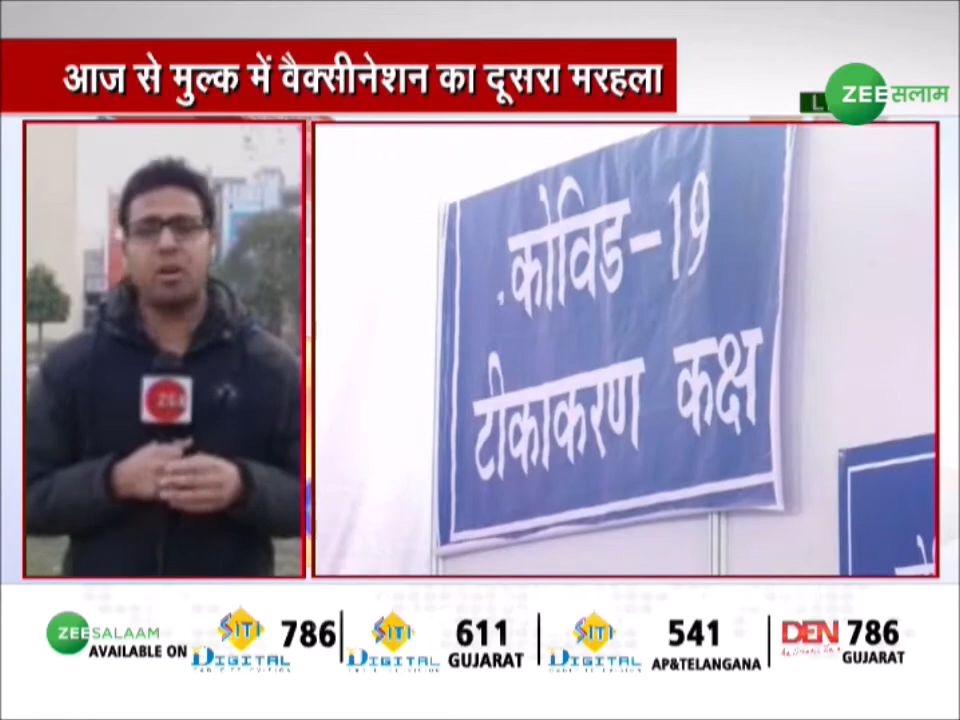 आज से मुल्क में वैक्सीनेशन का दूसरा मरहला
ZEE सलाम
कोविड-19
टीकाकरण कक्ष
ZEE
ZEE SALAAM
AVAILABLE ON
SITI
DIGITAL
786
SITI
DIGITAL
611
GUJARAT
SITI
DIGITAL
541
AP&TELANGANA
DEN
786
GUJARAT